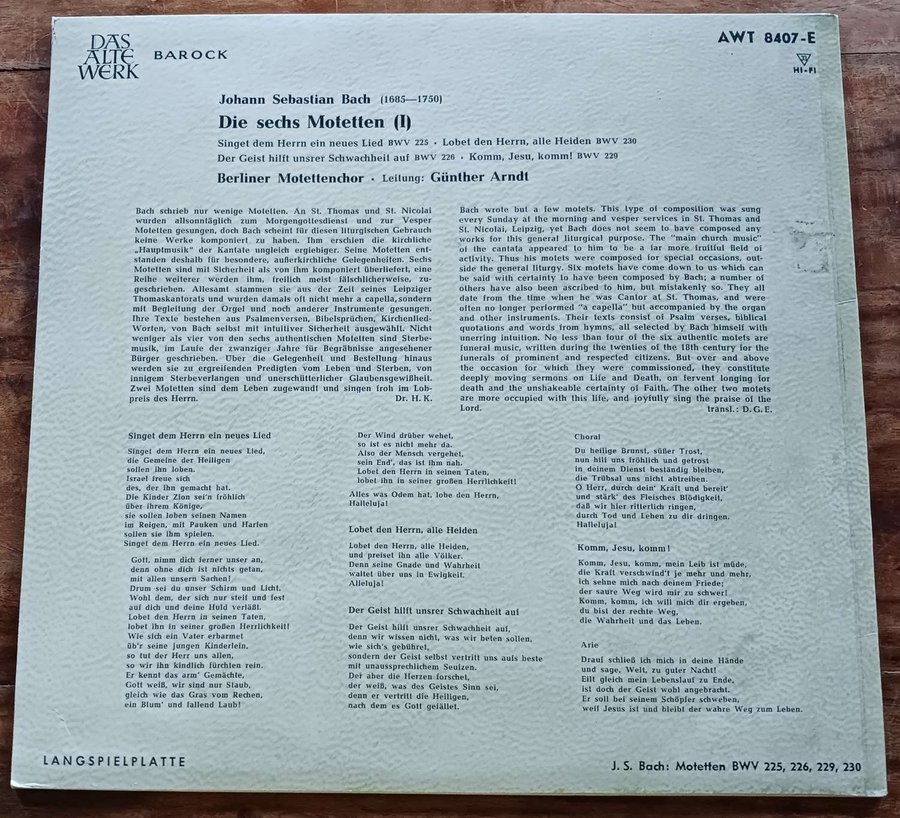 DAS
ALTE
WERK
BAROCK
AWT 8407-E
HI-FI
Johann Sebastian Bach (1685—1750)
Die sechs Motetten (I)
Singet dem Herrn ein neues Lied BWV 225 · Lobet den Herrn, alle Heiden BWV 230
Der Geist hilft unsrer Schwachheit auf BWV 226 · Komm, Jesu, komm! BWV 229
Berliner Motettenchor · Leitung: Günther Arndt
Bach schrieb nur wenige Motetten. An St. Thomas und St. Nicolai
wurden allsonntäglich zum Morgengottesdienst und zur Vesper
Motetten gesungen, doch Bach scheint für diesen liturgischen Gebrauch
keine Werke komponiert zu haben. Ihm erschien die kirchliche
„Hauptmusik" der Kantate ungleich ergiebiger. Seine Motetten ent-
standen deshalb für besondere, außerkirchliche Gelegenheiten. Sechs
Motetten sind mit Sicherheit als von ihm komponiert überliefert, eine
Reihe weiterer werden ihm, freilich meist fälschlicherweise, zu-
geschrieben. Allesamt stammen sie aus der Zeit seines Leipziger
Thomaskantorats und wurden damals oft nicht mehr a capella, sondern
mit Begleitung der Orgel und noch anderer Instrumente gesungen.
Ihre Texte bestehen aus Psalmenversen, Bibelsprüchen, Kirchenlied-
Worten, von Bach selbst mit intuitiver Sicherheit ausgewählt. Nicht
weniger als vier von den sechs authentischen Motetten sind Sterbe-
musik, im Laufe der zwanziger Jahre für Begräbnisse angesehener
Bürger geschrieben. Über die Gelegenheit und Bestellung hinaus
werden sie zu ergreifenden Predigten vom Leben und Sterben, von
innigem Sterbeverlangen und unerschütterlicher Glaubensgewißheit.
Zwei Motetten sind dem Leben zugewandt und singen froh im Lob-
preis des Herrn. Dr. H. K.
Bach wrote but a few motets. This type of composition was sung
every Sunday at the morning and vesper services in St. Thomas and
St. Nicolai, Leipzig, yet Bach does not seem to have composed any
works for this general liturgical purpose. The "main church music"
of the cantata appeared to him to be a far more fruitful field of
activity. Thus his motets were composed for special occasions, out-
side the general liturgy. Six motets have come down to us which can
be said with certainty to have been composed by Bach; a number of
others have also been ascribed to him, but mistakenly so. They all
date from the time when he was Cantor at St. Thomas, and were
often no longer performed "a capella" but accompanied by the organ
and other instruments. Their texts consist of Psalm verses, biblical
quotations and words from hymns, all selected by Bach himself with
unerring intuition. No less than four of the six authentic motets are
funeral music, written during the twenties of the 18th century for the
funerals of prominent and respected citizens. But over and above
the occasion for which they were commissioned, they constitute
deeply moving sermons on Life and Death, on fervent longing for
death and the unshakeable certainty of Faith. The other two motets
are more occupied with this life, and joyfully sing the praise of the
Lord. transl.: D. G. E.
Singet dem Herrn ein neues Lied
Singet dem Herrn ein neues Lied,
die Gemeine der Heiligen
sollen ihn loben.
Israel freue sich
des, der ihn gemacht hat.
Die Kinder Zion sei'n fröhlich
über ihrem Könige,
sie sollen loben seinen Namen
im Reigen, mit Pauken und Harfen
sollen sie ihm spielen.
Singet dem Herrn ein neues Lied.
Gott, nimm dich ferner unser an,
denn ohne dich ist nichts getan,
mit allen unsern Sachen!
Drum sei du unser Schirm und Licht,
Wohl dem, der sich nur steif und fest
auf dich und deine Huld verläßt.
Lobet den Herrn in seinen Taten,
lobet ihn in seiner großen Herrlichkeit!
Wie sich ein Vater erbarmet
üb'r seine jungen Kinderlein,
so tut der Herr uns allen,
so wir ihn kindlich fürchten rein.
Er kennt das arm' Gemächte,
Gott weiß, wir sind nur Staub,
gleich wie das Gras vom Rechen,
ein Blum' und fallend Laub!
Der Wind drüber wehet,
so ist es nicht mehr da.
Also der Mensch vergehet,
sein End', das ist ihm nah.
Lobet den Herrn in seinen Taten,
lobet ihn in seiner großen Herrlichkeit!
Alles was Odem hat, lobe den Herrn,
Halleluja!
Lobet den Herrn, alle Heiden
Lobet den Herrn, alle Heiden,
und preiset ihn alle Völker.
Denn seine Gnade und Wahrheit
waltet über uns in Ewigkeit.
Alleluja!
Der Geist hilft unsrer Schwachheit auf
Der Geist hilft unsrer Schwachheit auf,
denn wir wissen nicht, was wir beten sollen,
wie sich's gebühret,
sondern der Geist selbst vertritt uns aufs beste
mit unaussprechlichem Seufzen.
Der aber die Herzen forschet,
der weiß, was des Geistes Sinn sei,
denn er vertritt die Heiligen,
nach dem es Gott gefället.
Choral
Du heilige Brunst, süßer Trost,
nun hilf uns fröhlich und getrost
in deinem Dienst beständig bleiben,
die Trübsal uns nicht abtreiben.
O Herr, durch dein' Kraft und bereit'
und stärk' des Fleisches Blödigkeit,
daß wir hier ritterlich ringen,
durch Tod und Leben zu dir dringen.
Halleluja!
Komm, Jesu, komm!
Komm, Jesu, komm, mein Leib ist müde,
die Kraft verschwind't je mehr und mehr,
ich sehne mich nach deinem Friede;
der saure Weg wird mir zu schwer!
Komm, komm, ich will mich dir ergeben,
du bist der rechte Weg,
die Wahrheit und das Leben.
Arie
Drauf schließ ich mich in deine Hände
und sage, Welt, zu guter Nacht!
Eilt gleich mein Lebenslauf zu Ende,
ist doch der Geist wohl angebracht.
Er soll bei seinem Schöpfer schweben,
weil Jesus ist und bleibt der wahre Weg zum Leben.
LANGSPIELPLATTE
J. S. Bach: Motetten BWV 225, 226, 229, 230